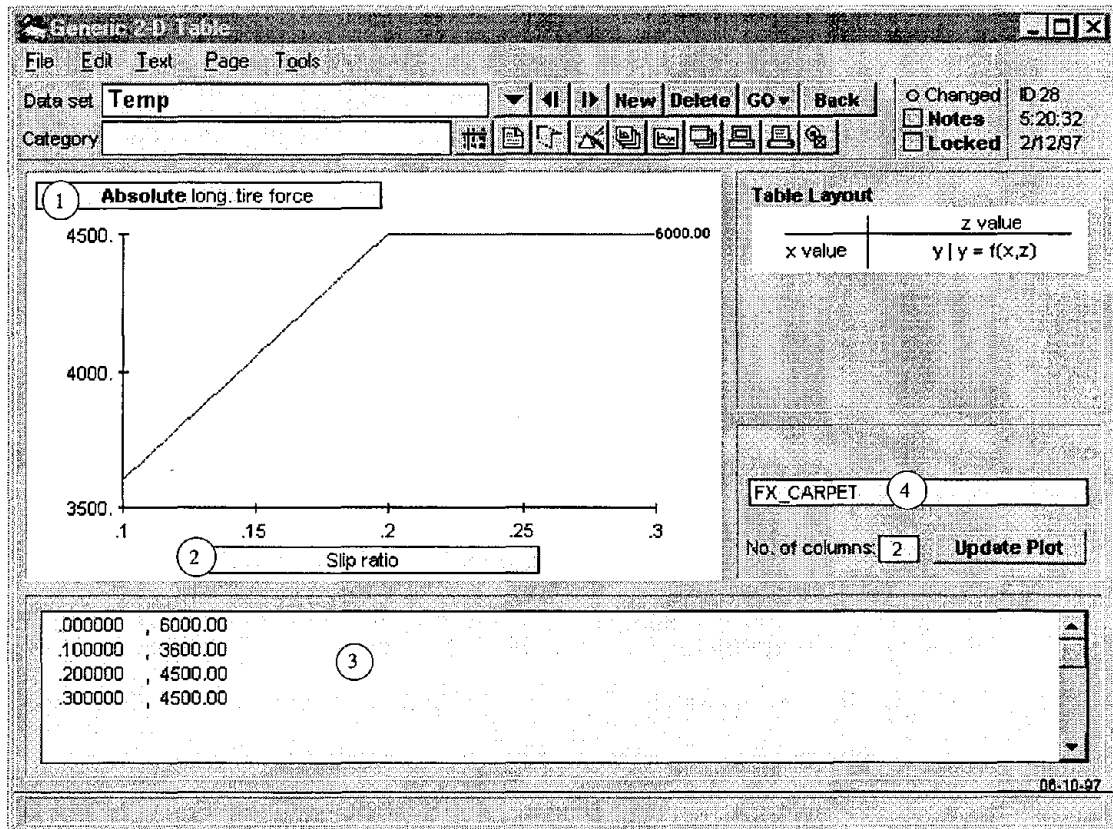 Generic 2-D Table
File Edit Text Page Tools
Data set Temp New Delete GO Back Changed ID 28
Notes 5:20:32
Category Locked 2/12/97
1 Absolute long. tire force
Table Layout
z value
x value y | y = f(x,z)
4500. 6000.00
4000.
3500.
.1 .15 .2 .25 .3
2 Slip ratio
FX_CARPET 4
No. of columns: 2 Update Plot
.000000 , 6000.00
.100000 , 3600.00
.200000 , 4500.00
.300000 , 4500.00
3
06-10-97